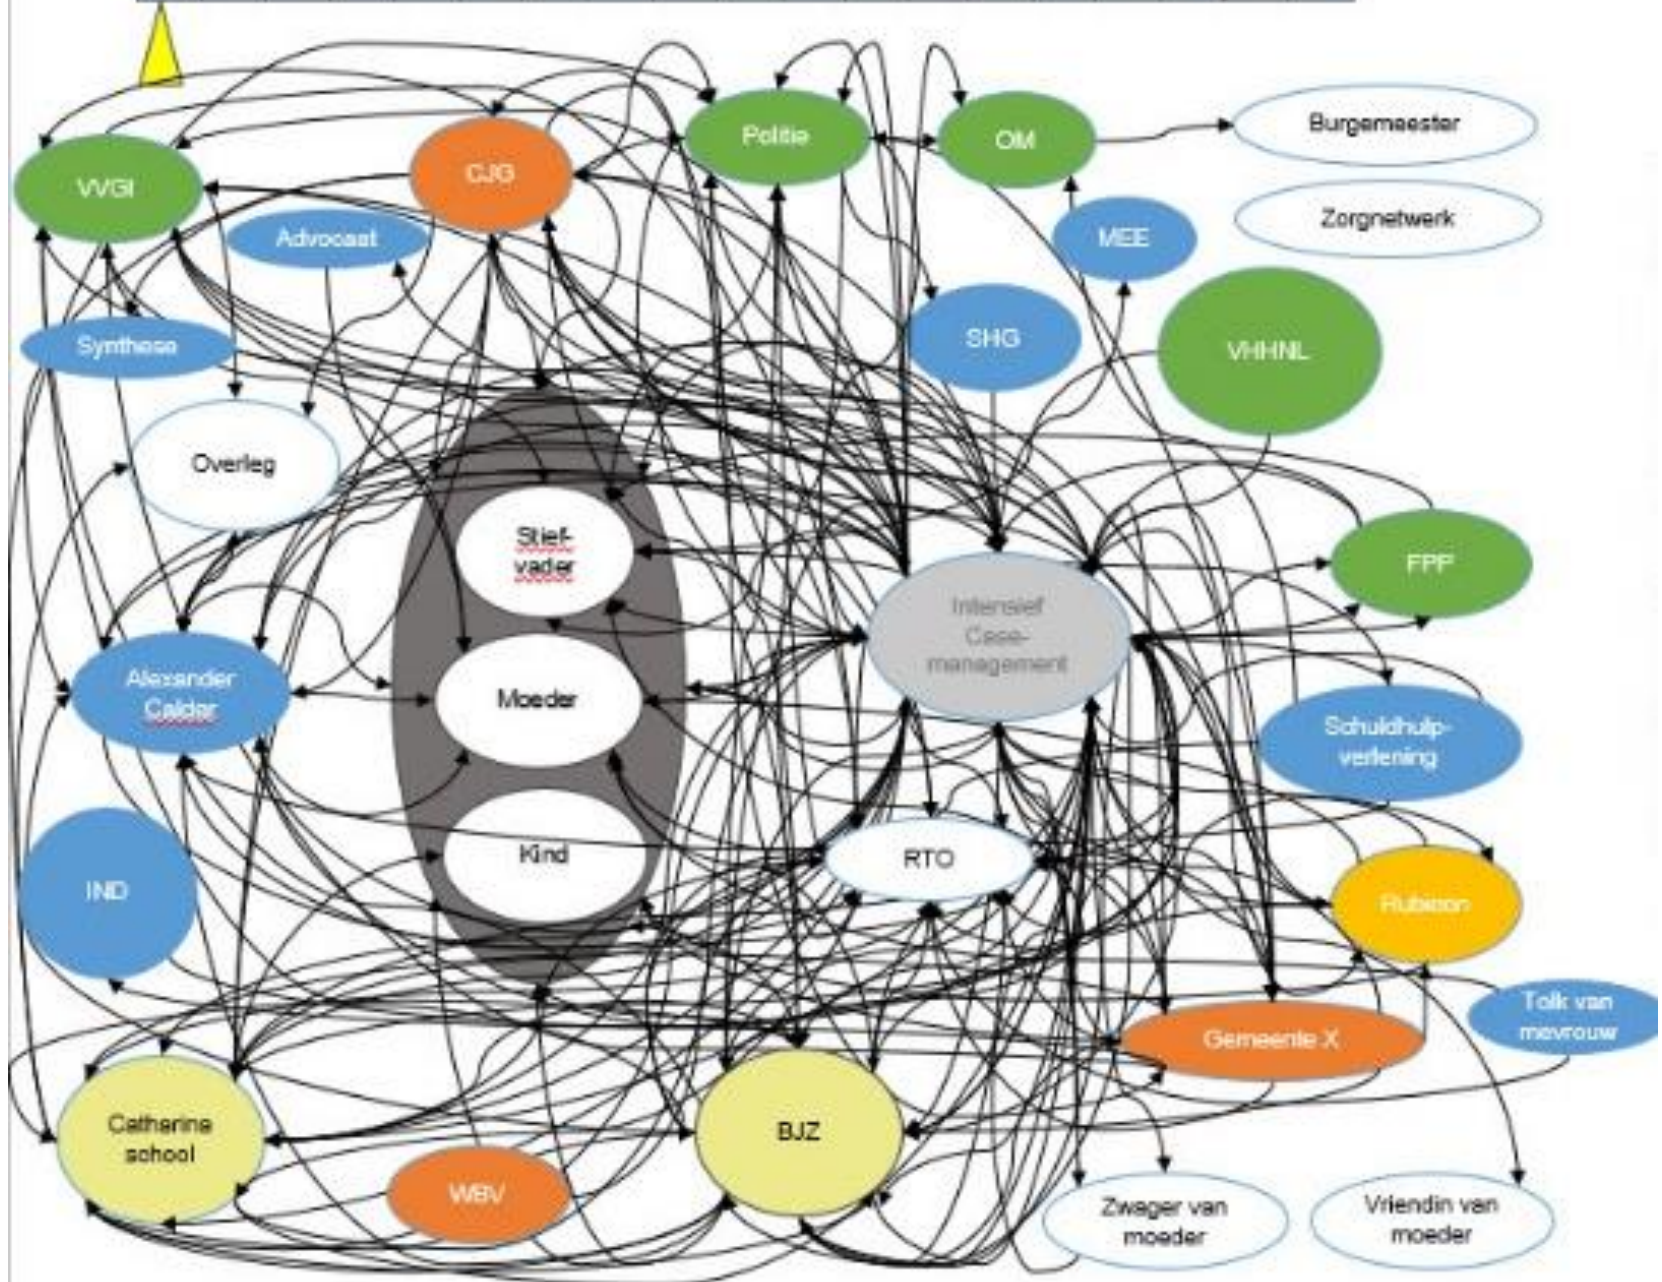 Politie
OM
Burgemeester
VVGI
CJG
Advocaat
MEE
Zorgnetwerk
Synthese
SHG
VHHNL
Overleg
Stief-
vader
Intensief
Case-
management
FPP
Alexander
Calder
Moeder
Schuldhulp-
verlening
Kind
RTO
IND
Rubicon
Tolk van
mevrouw
Gemeente X
Catharina
school
BJZ
WBV
Zwager van
moeder
Vriendin van
moeder